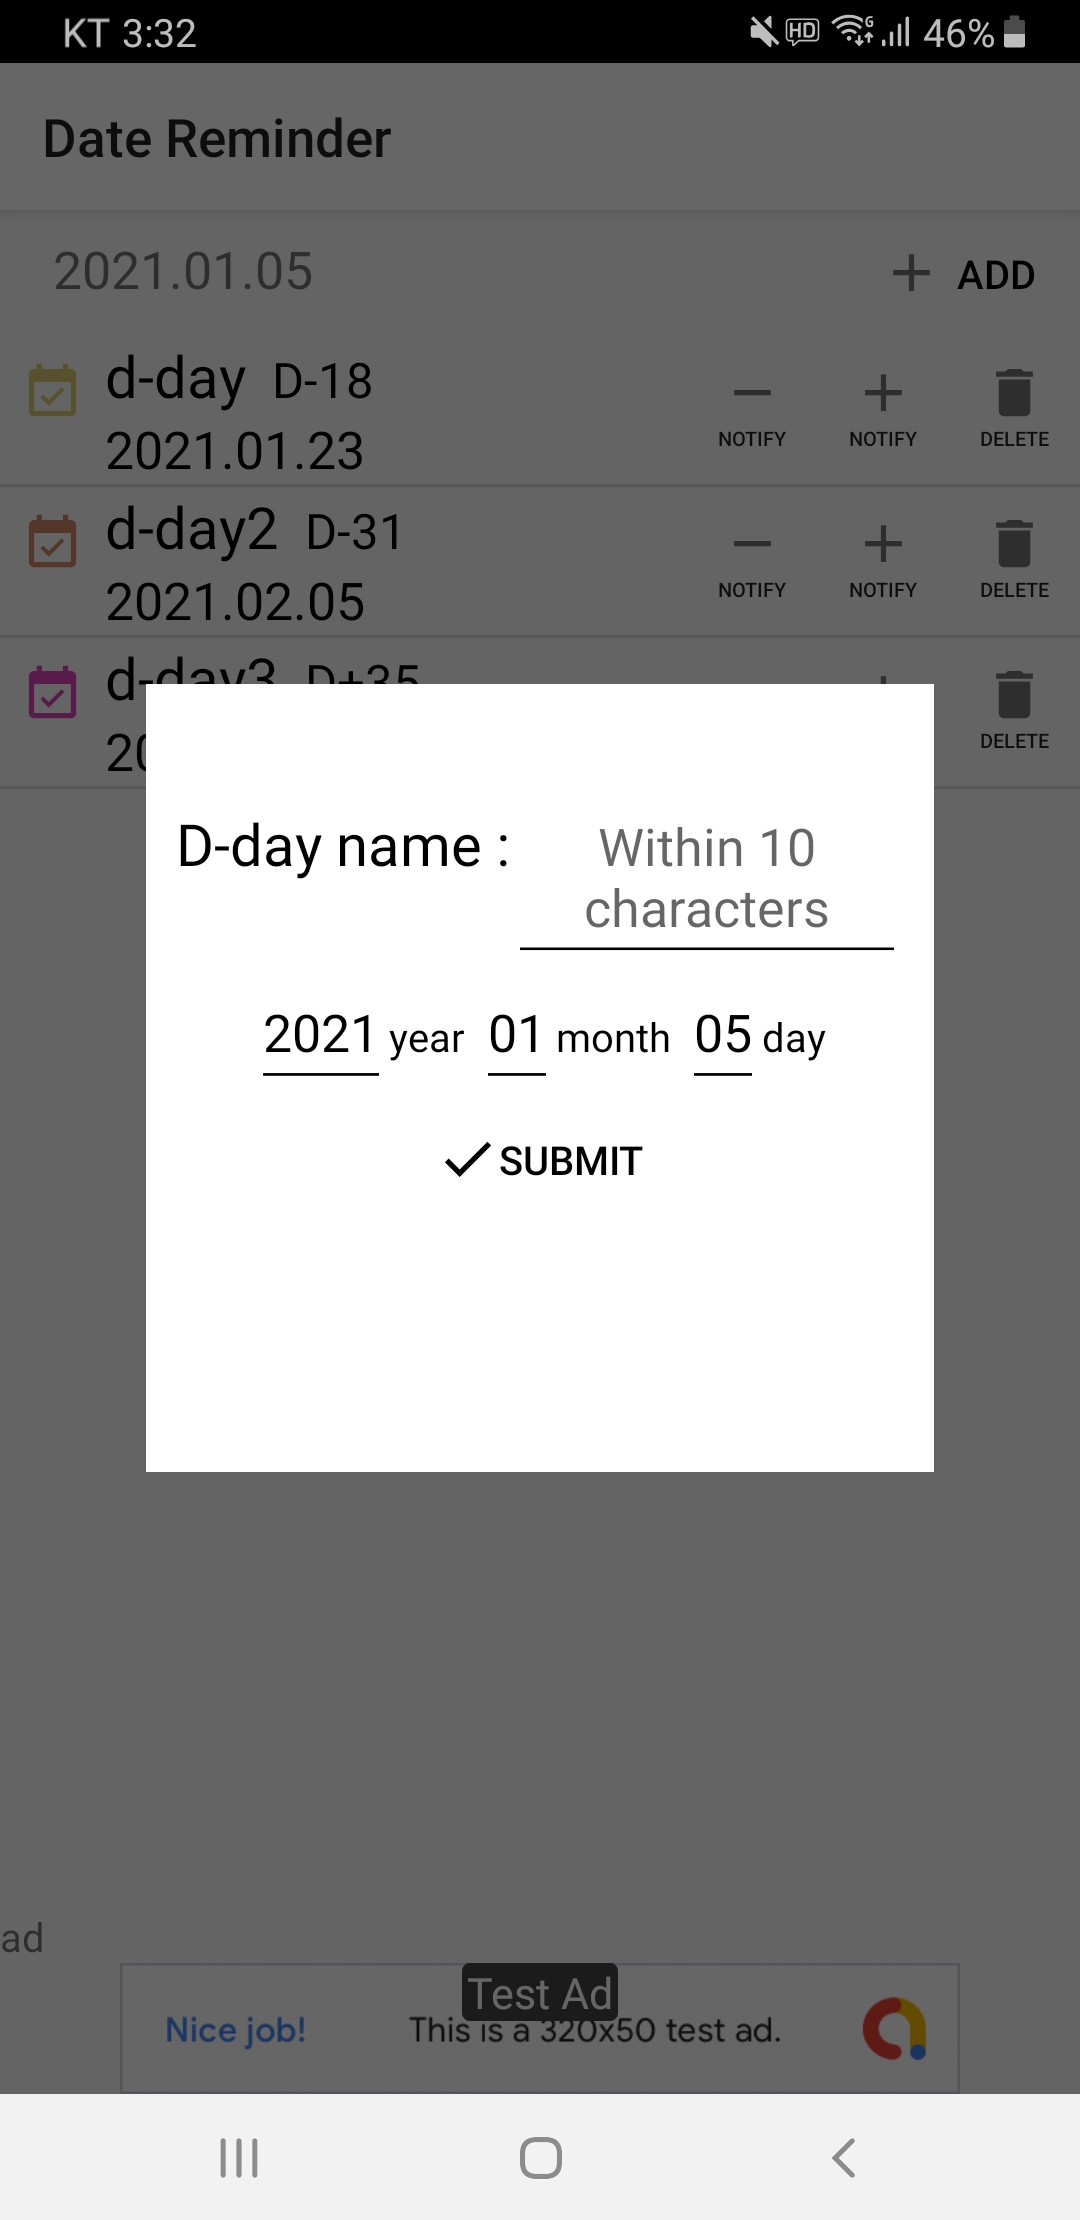 KT 3:32 HD G 46%
Date Reminder
2021.01.05 + ADD
d-day D-18
2021.01.23
NOTIFY NOTIFY DELETE
d-day2 D-31
2021.02.05
NOTIFY NOTIFY DELETE
d-day3 D+35
20
DELETE
D-day name : Within 10
characters
2021 year 01 month 05 day
SUBMIT
ad
Test Ad
Nice job! This is a 320x50 test ad.